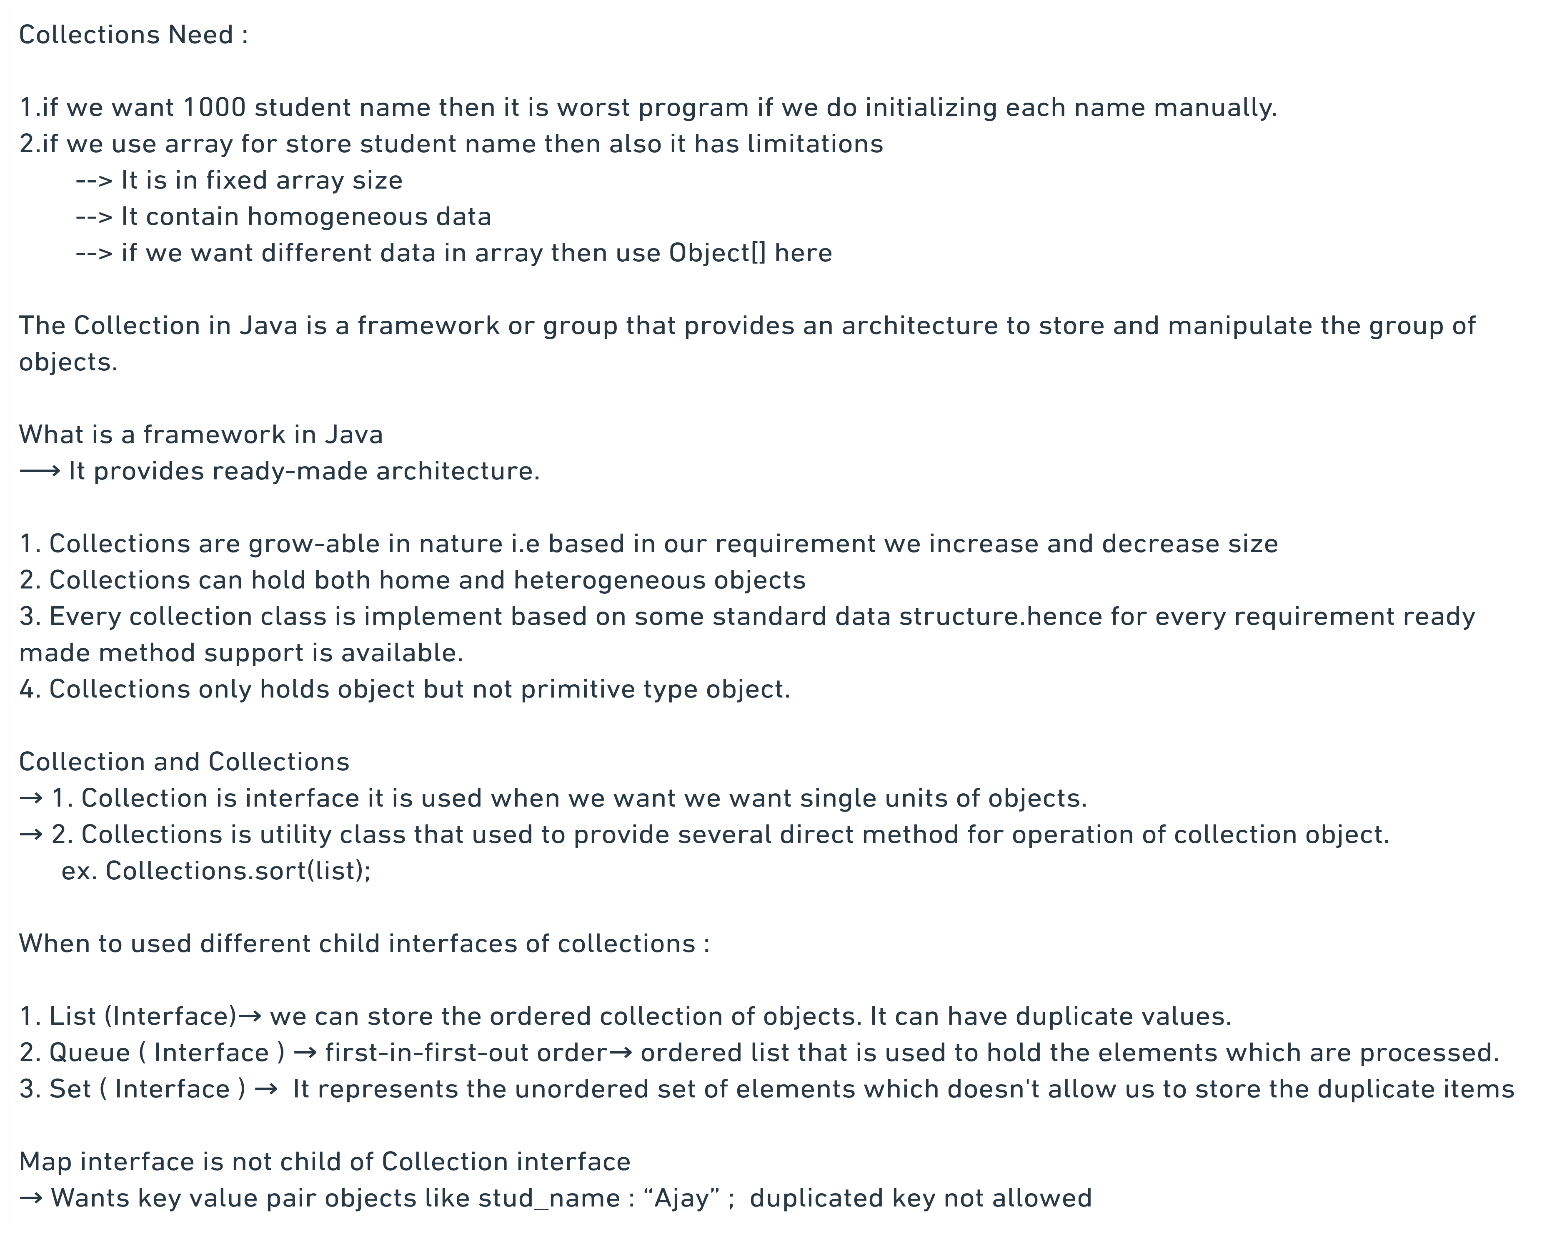 Collections Need :
1.if we want 1000 student name then it is worst program if we do initializing each name manually.
2.if we use array for store student name then also it has limitations
--> It is in fixed array size
--> It contain homogeneous data
--> if we want different data in array then use Object[] here
The Collection in Java is a framework or group that provides an architecture to store and manipulate the group of
objects.
What is a framework in Java
⟶ It provides ready-made architecture.
1. Collections are grow-able in nature i.e based in our requirement we increase and decrease size
2. Collections can hold both home and heterogeneous objects
3. Every collection class is implement based on some standard data structure.hence for every requirement ready
made method support is available.
4. Collections only holds object but not primitive type object.
Collection and Collections
→ 1. Collection is interface it is used when we want we want single units of objects.
→ 2. Collections is utility class that used to provide several direct method for operation of collection object.
ex. Collections.sort(list);
When to used different child interfaces of collections :
1. List (Interface)→ we can store the ordered collection of objects. It can have duplicate values.
2. Queue ( Interface ) → first-in-first-out order→ ordered list that is used to hold the elements which are processed.
3. Set ( Interface ) → It represents the unordered set of elements which doesn't allow us to store the duplicate items
Map interface is not child of Collection interface
→ Wants key value pair objects like stud_name : “Ajay” ; duplicated key not allowed